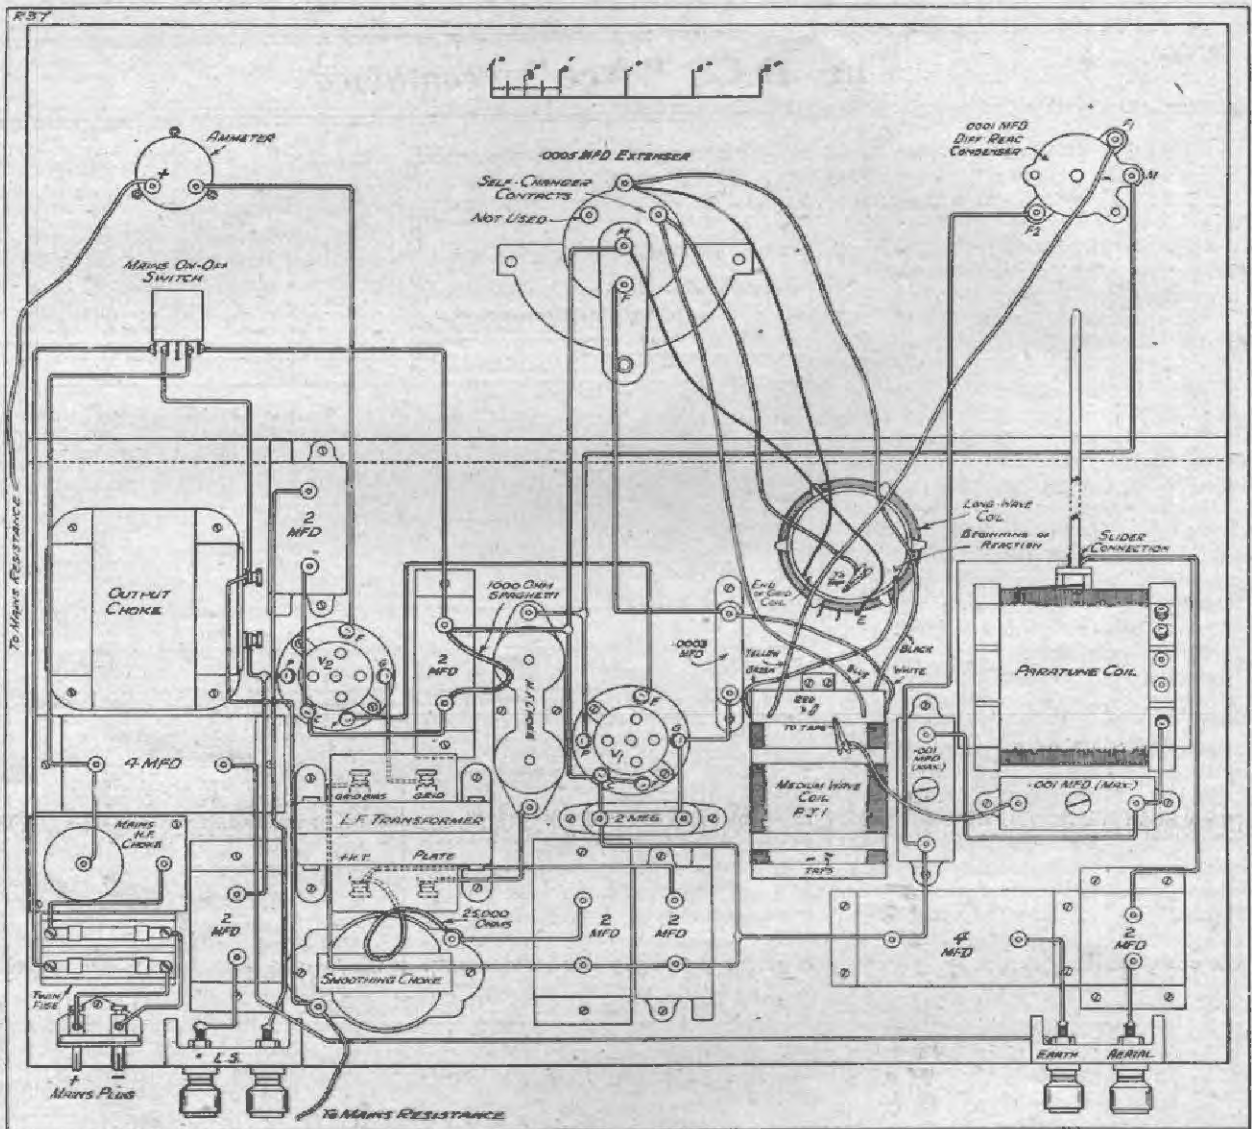 R37
AMMETER
+
.0005 MFD EXTENSER
SELF-CHANGER
CONTACTS
NOT USED
M
F
.0001 MFD
DIFF. REAC.
CONDENSER
F1
M
F2
MAINS ON-OFF
SWITCH
TO MAINS RESISTANCE
2
MFD
OUTPUT
CHOKE
LONG-WAVE
COIL
BEGINNING OF
REACTION
SLIDER
CONNECTION
1000 OHM
SPAGHETTI
END
OF GRID
COIL
.0003
MFD
YELLOW
GREEN
BLUE
BLACK
WHITE
PARATUNE COIL
F
P
V2
G
F
2
MFD
H.F. CHOKE
F
P
V1
G
TO TAPS
.001
MFD
(MAX.)
.001 MFD (MAX.)
4 MFD
MEDIUM WAVE
COIL
TAPS
GRID BIAS
GRID
L.F. TRANSFORMER
H.T.
PLATE
2 MEG
MAINS
H.F.
CHOKE
2
MFD
25,000
OHMS
2
MFD
2
MFD
4
MFD
2
MFD
SMOOTHING CHOKE
TWIN
FUSE
L.S.
EARTH
AERIAL
+
-
MAINS PLUG
TO MAINS RESISTANCE